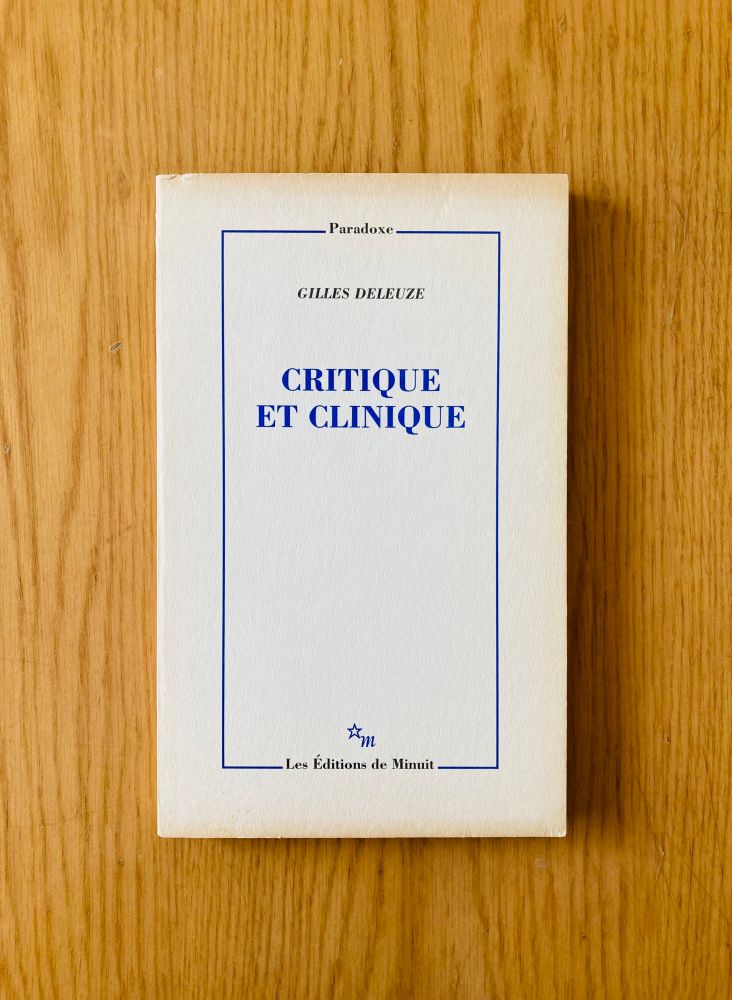 Paradoxe
GILLES DELEUZE
CRITIQUE
ET CLINIQUE
m
Les Éditions de Minuit